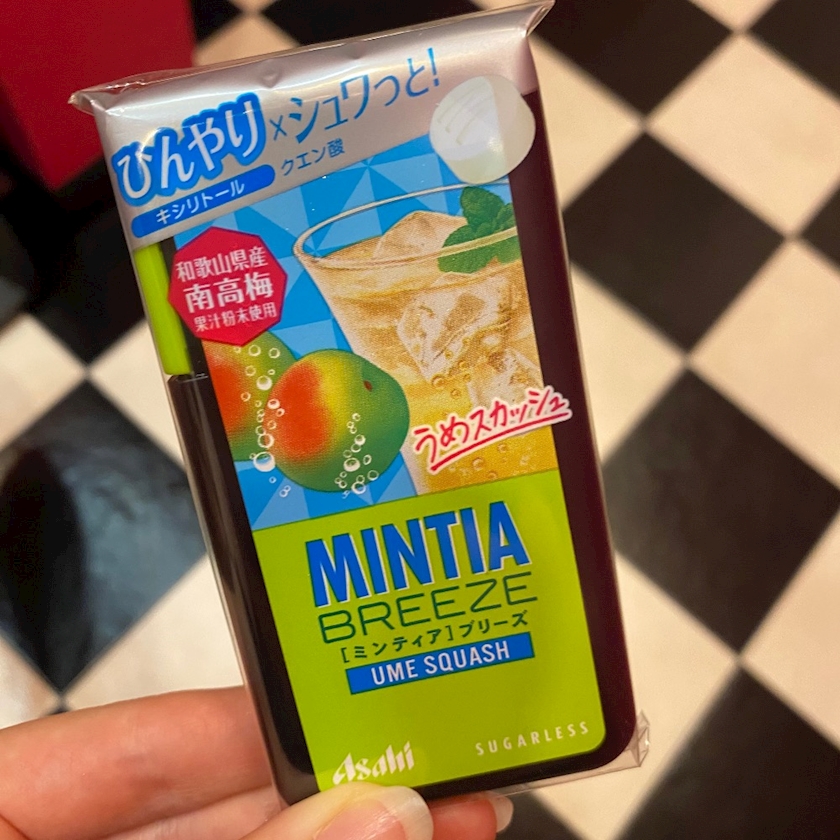 ひんやり×シュワっと!
キシリトール クエン酸
和歌山県産
南高梅
果汁粉末使用
うめスカッシュ
MINTIA
BREEZE
[ミンティア]ブリーズ
UME SQUASH
SUGARLESS
Asahi